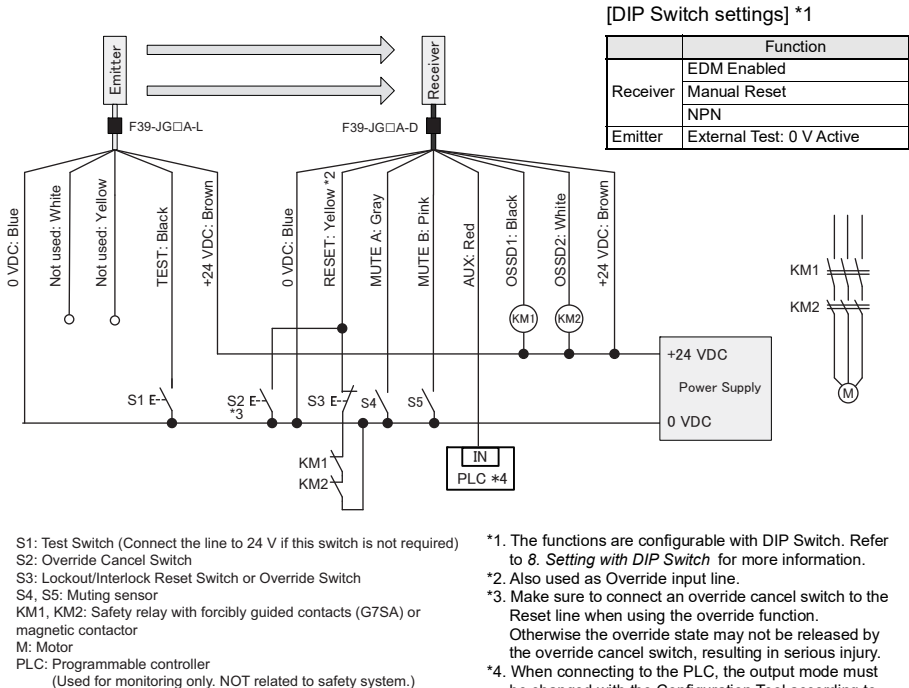 [DIP Switch settings] *1
Function
Receiver
EDM Enabled
Manual Reset
NPN
Emitter
External Test: 0 V Active
Emitter
Receiver
F39-JG□A-L
F39-JG□A-D
0 VDC: Blue
Not used: White
Not used: Yellow
TEST: Black
+24 VDC: Brown
0 VDC: Blue
RESET: Yellow *2
MUTE A: Gray
MUTE B: Pink
AUX: Red
OSSD1: Black
OSSD2: White
+24 VDC: Brown
KM1
KM2
KM1
KM2
M
+24 VDC
Power Supply
0 VDC
S1
S2
*3
S3
S4
S5
KM1
KM2
IN
PLC *4
S1: Test Switch (Connect the line to 24 V if this switch is not required)
S2: Override Cancel Switch
S3: Lockout/Interlock Reset Switch or Override Switch
S4, S5: Muting sensor
KM1, KM2: Safety relay with forcibly guided contacts (G7SA) or
magnetic contactor
M: Motor
PLC: Programmable controller
(Used for monitoring only. NOT related to safety system.)
*1. The functions are configurable with DIP Switch. Refer
to 8. Setting with DIP Switch for more information.
*2. Also used as Override input line.
*3. Make sure to connect an override cancel switch to the
Reset line when using the override function.
Otherwise the override state may not be released by
the override cancel switch, resulting in serious injury.
*4. When connecting to the PLC, the output mode must
be changed with the Configuration Tool according to